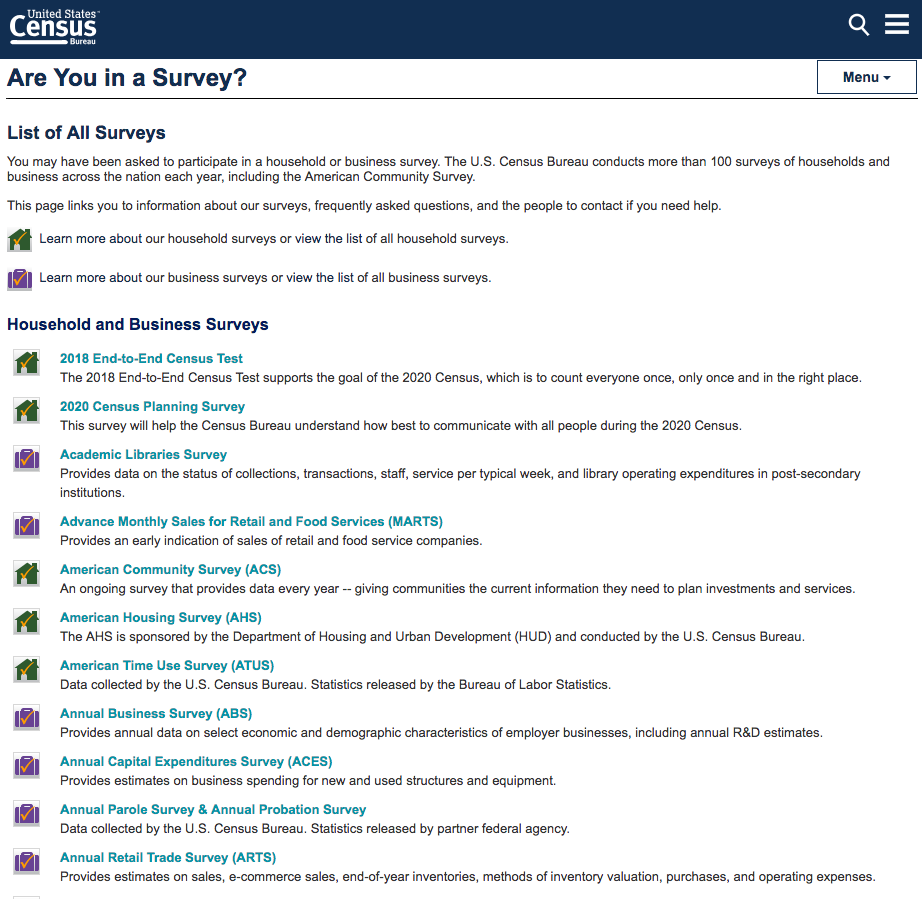 United States™
Census
Bureau
Are You in a Survey?
Menu
List of All Surveys
You may have been asked to participate in a household or business survey. The U.S. Census Bureau conducts more than 100 surveys of households and
business across the nation each year, including the American Community Survey.
This page links you to information about our surveys, frequently asked questions, and the people to contact if you need help.
Learn more about our household surveys or view the list of all household surveys.
Learn more about our business surveys or view the list of all business surveys.
Household and Business Surveys
2018 End-to-End Census Test
The 2018 End-to-End Census Test supports the goal of the 2020 Census, which is to count everyone once, only once and in the right place.
2020 Census Planning Survey
This survey will help the Census Bureau understand how best to communicate with all people during the 2020 Census.
Academic Libraries Survey
Provides data on the status of collections, transactions, staff, service per typical week, and library operating expenditures in post-secondary
institutions.
Advance Monthly Sales for Retail and Food Services (MARTS)
Provides an early indication of sales of retail and food service companies.
American Community Survey (ACS)
An ongoing survey that provides data every year -- giving communities the current information they need to plan investments and services.
American Housing Survey (AHS)
The AHS is sponsored by the Department of Housing and Urban Development (HUD) and conducted by the U.S. Census Bureau.
American Time Use Survey (ATUS)
Data collected by the U.S. Census Bureau. Statistics released by the Bureau of Labor Statistics.
Annual Business Survey (ABS)
Provides annual data on select economic and demographic characteristics of employer businesses, including annual R&D estimates.
Annual Capital Expenditures Survey (ACES)
Provides estimates on business spending for new and used structures and equipment.
Annual Parole Survey & Annual Probation Survey
Data collected by the U.S. Census Bureau. Statistics released by partner federal agency.
Annual Retail Trade Survey (ARTS)
Provides estimates on sales, e-commerce sales, end-of-year inventories, methods of inventory valuation, purchases, and operating expenses.